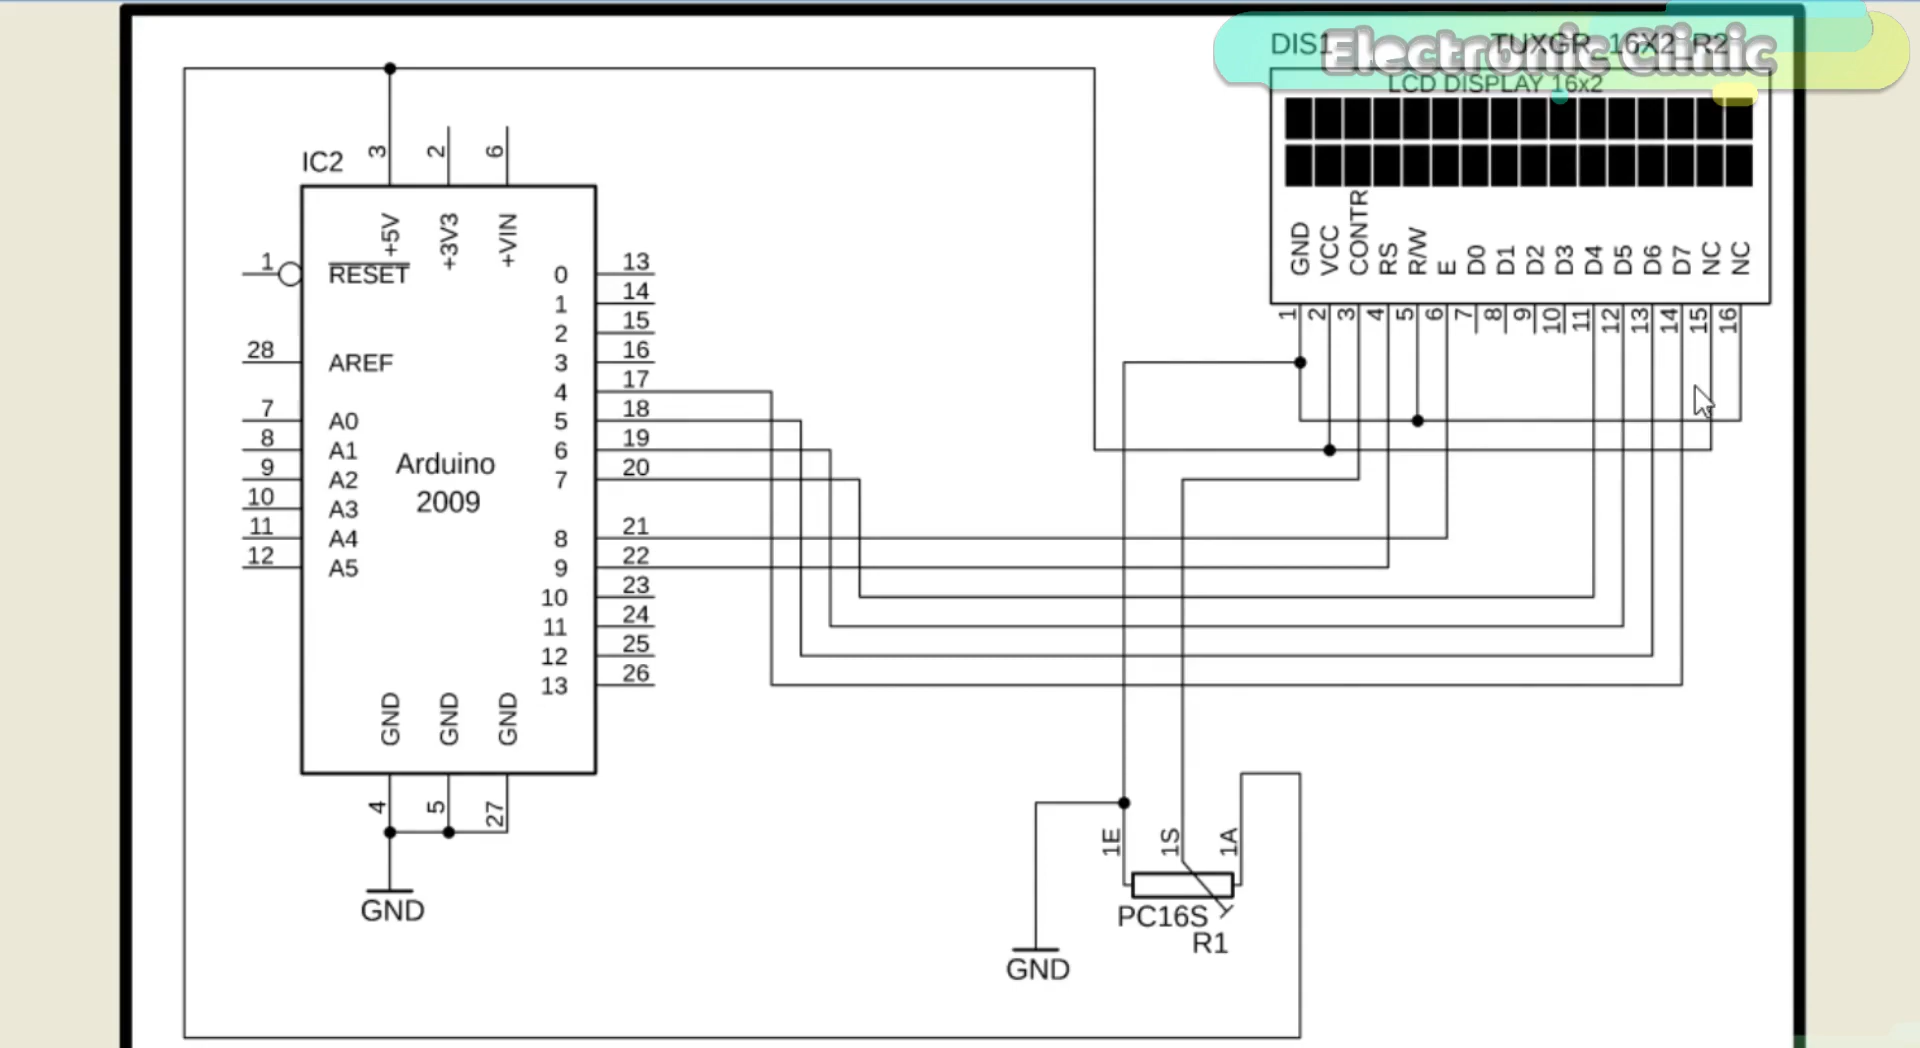 DIS1 TUXGR_16X2_R2
Electronic Clinic
LCD DISPLAY 16x2
GND VCC CONTR RS R/W E D0 D1 D2 D3 D4 D5 D6 D7 NC NC
1 2 3 4 5 6 7 8 9 10 11 12 13 14 15 16
IC2
3 2 6
+5V +3V3 +VIN
1 RESET
28 AREF
7 A0
8 A1
9 A2
10 A3
11 A4
12 A5
Arduino
2009
0 13
1 14
2 15
3 16
4 17
5 18
6 19
7 20
8 21
9 22
10 23
11 24
12 25
13 26
GND GND GND
4 5 27
GND
1E 1S 1A
PC16S
R1
GND